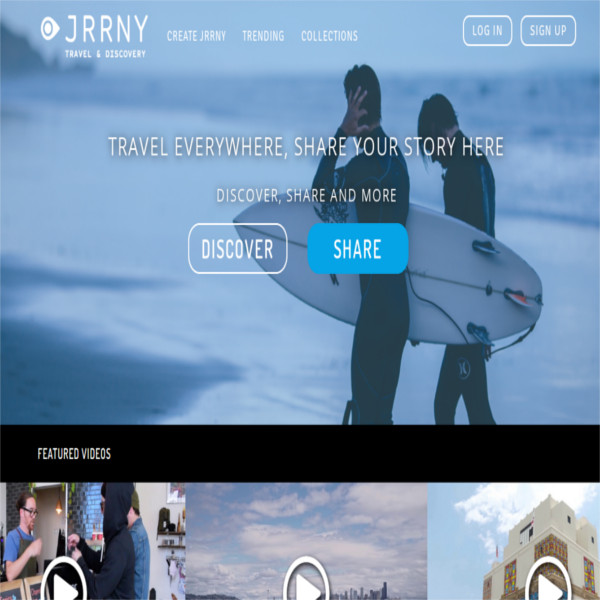 JRRNY
TRAVEL & DISCOVERY
CREATE JRRNY
TRENDING
COLLECTIONS
LOG IN
SIGN UP
TRAVEL EVERYWHERE, SHARE YOUR STORY HERE
DISCOVER, SHARE AND MORE
DISCOVER
SHARE
FEATURED VIDEOS